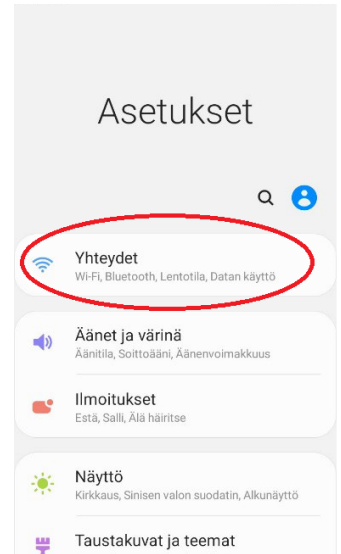 Asetukset
Yhteydet
Wi-Fi, Bluetooth, Lentotila, Datan käyttö
Äänet ja värinä
Äänitila, Soittoääni, Äänenvoimakkuus
Ilmoitukset
Estä, Salli, Älä häiritse
Näyttö
Kirkkaus, Sinisen valon suodatin, Alkunäyttö
Taustakuvat ja teemat